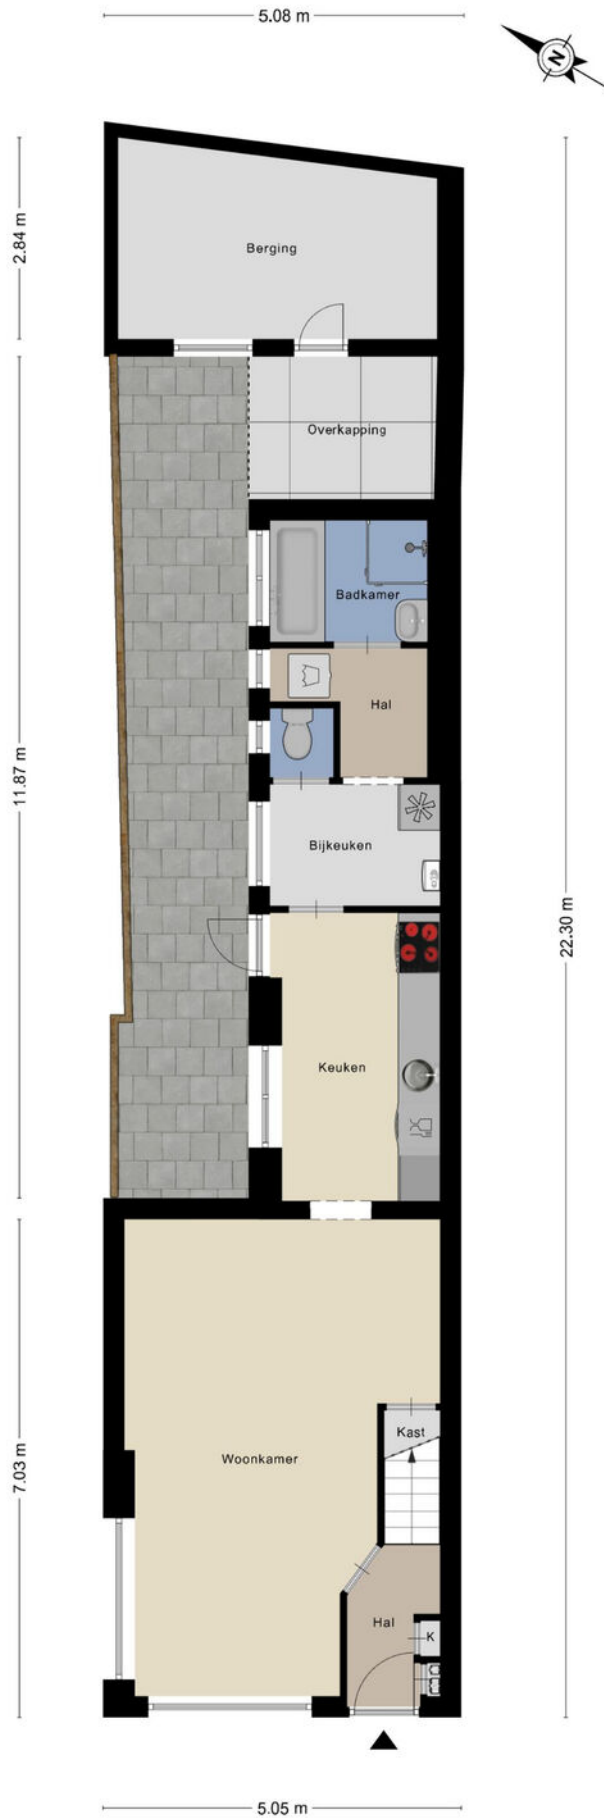 5.08 m
N
Berging
2.84 m
Overkapping
Badkamer
Hal
11.87 m
Bijkeuken
22.30 m
Keuken
Kast
Woonkamer
7.03 m
Hal
K
5.05 m